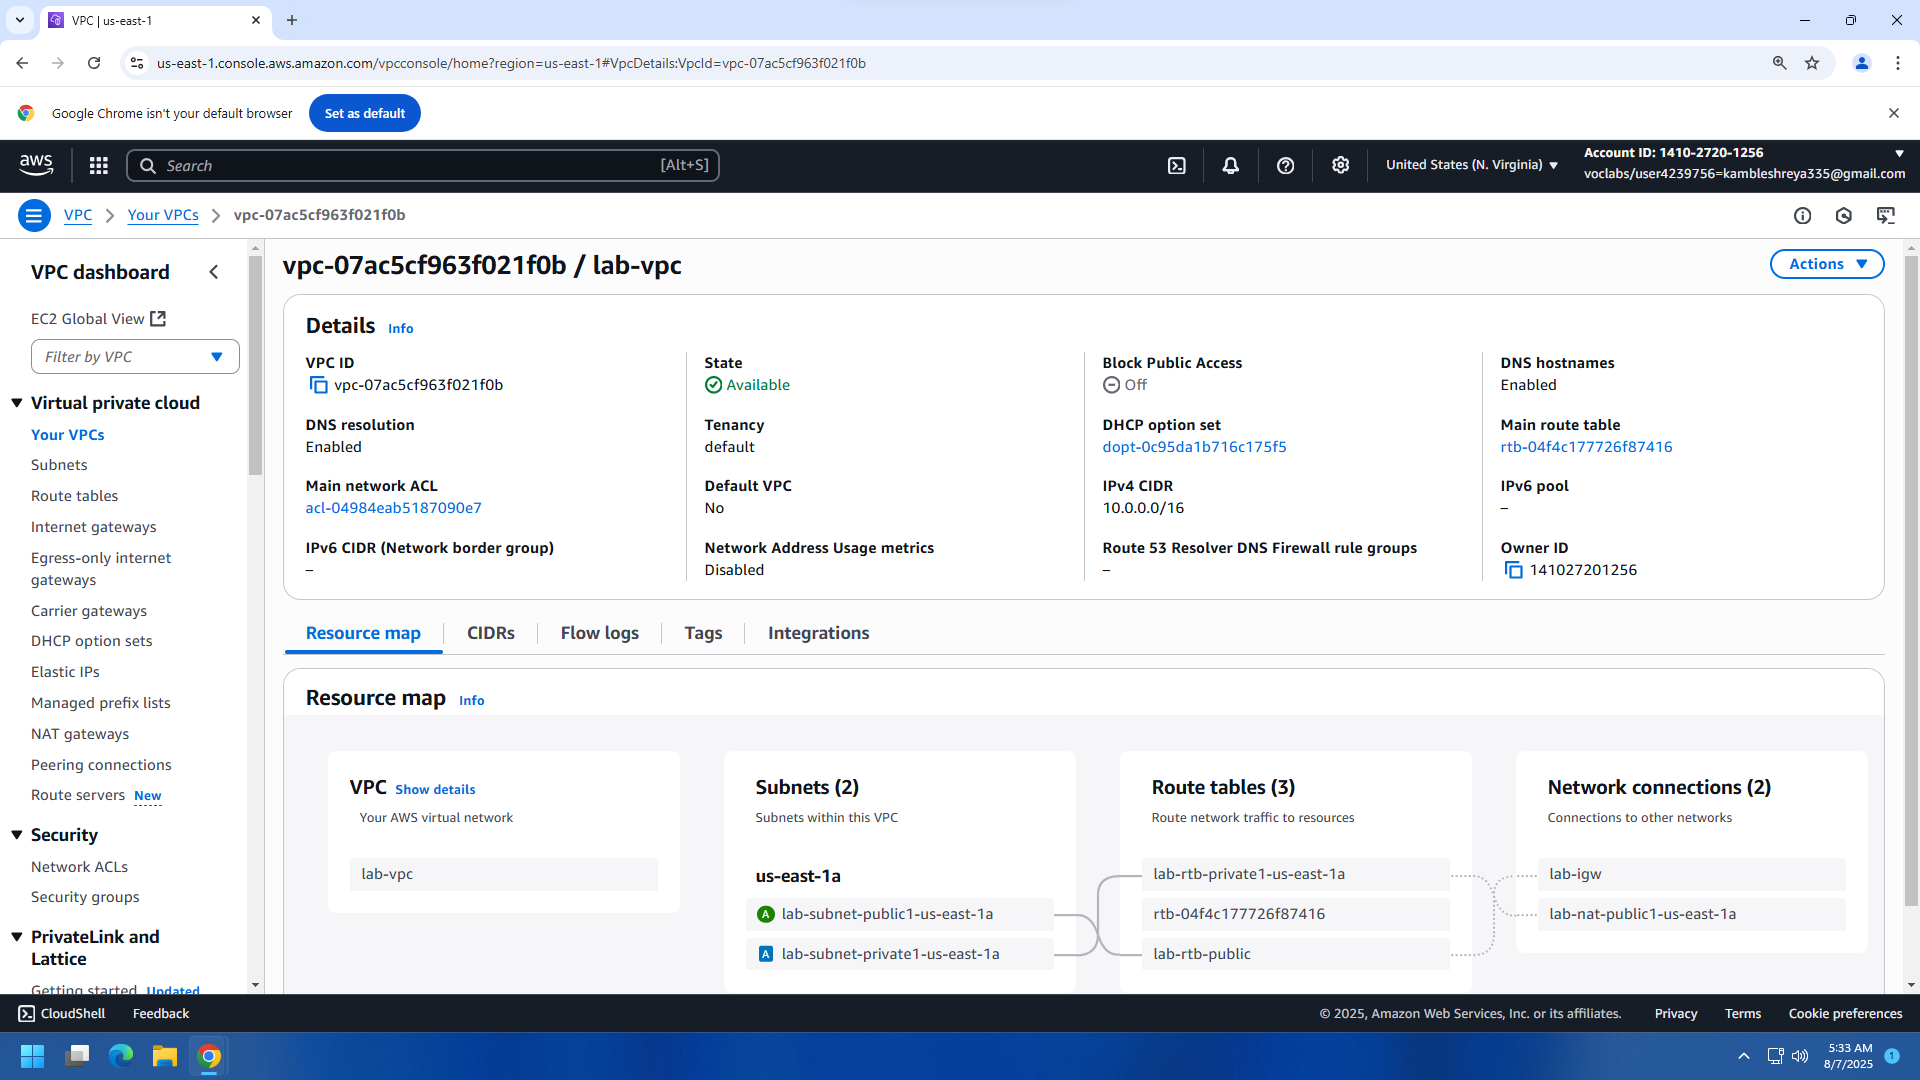 VPC | us-east-1
us-east-1.console.aws.amazon.com/vpcconsole/home?region=us-east-1#VpcDetails:VpcId=vpc-07ac5cf963f021f0b
Google Chrome isn't your default browser
Set as default
aws
Search
[Alt+S]
United States (N. Virginia)
Account ID: 1410-2720-1256
voclabs/user4239756=kambleshreya335@gmail.com
VPC
Your VPCs
vpc-07ac5cf963f021f0b
VPC dashboard
EC2 Global View
Filter by VPC
Virtual private cloud
Your VPCs
Subnets
Route tables
Internet gateways
Egress-only internet
gateways
Carrier gateways
DHCP option sets
Elastic IPs
Managed prefix lists
NAT gateways
Peering connections
Route servers New
Security
Network ACLs
Security groups
PrivateLink and
Lattice
Getting started Updated
vpc-07ac5cf963f021f0b / lab-vpc
Actions
Details Info
VPC ID
vpc-07ac5cf963f021f0b
State
Available
Block Public Access
Off
DNS hostnames
Enabled
DNS resolution
Enabled
Tenancy
default
DHCP option set
dopt-0c95da1b716c175f5
Main route table
rtb-04f4c177726f87416
Main network ACL
acl-04984eab5187090e7
Default VPC
No
IPv4 CIDR
10.0.0.0/16
IPv6 pool
–
IPv6 CIDR (Network border group)
–
Network Address Usage metrics
Disabled
Route 53 Resolver DNS Firewall rule groups
–
Owner ID
141027201256
Resource map
CIDRs
Flow logs
Tags
Integrations
Resource map Info
VPC Show details
Your AWS virtual network
lab-vpc
Subnets (2)
Subnets within this VPC
us-east-1a
A lab-subnet-public1-us-east-1a
A lab-subnet-private1-us-east-1a
Route tables (3)
Route network traffic to resources
lab-rtb-private1-us-east-1a
rtb-04f4c177726f87416
lab-rtb-public
Network connections (2)
Connections to other networks
lab-igw
lab-nat-public1-us-east-1a
CloudShell
Feedback
© 2025, Amazon Web Services, Inc. or its affiliates.
Privacy
Terms
Cookie preferences
5:33 AM
8/7/2025
1